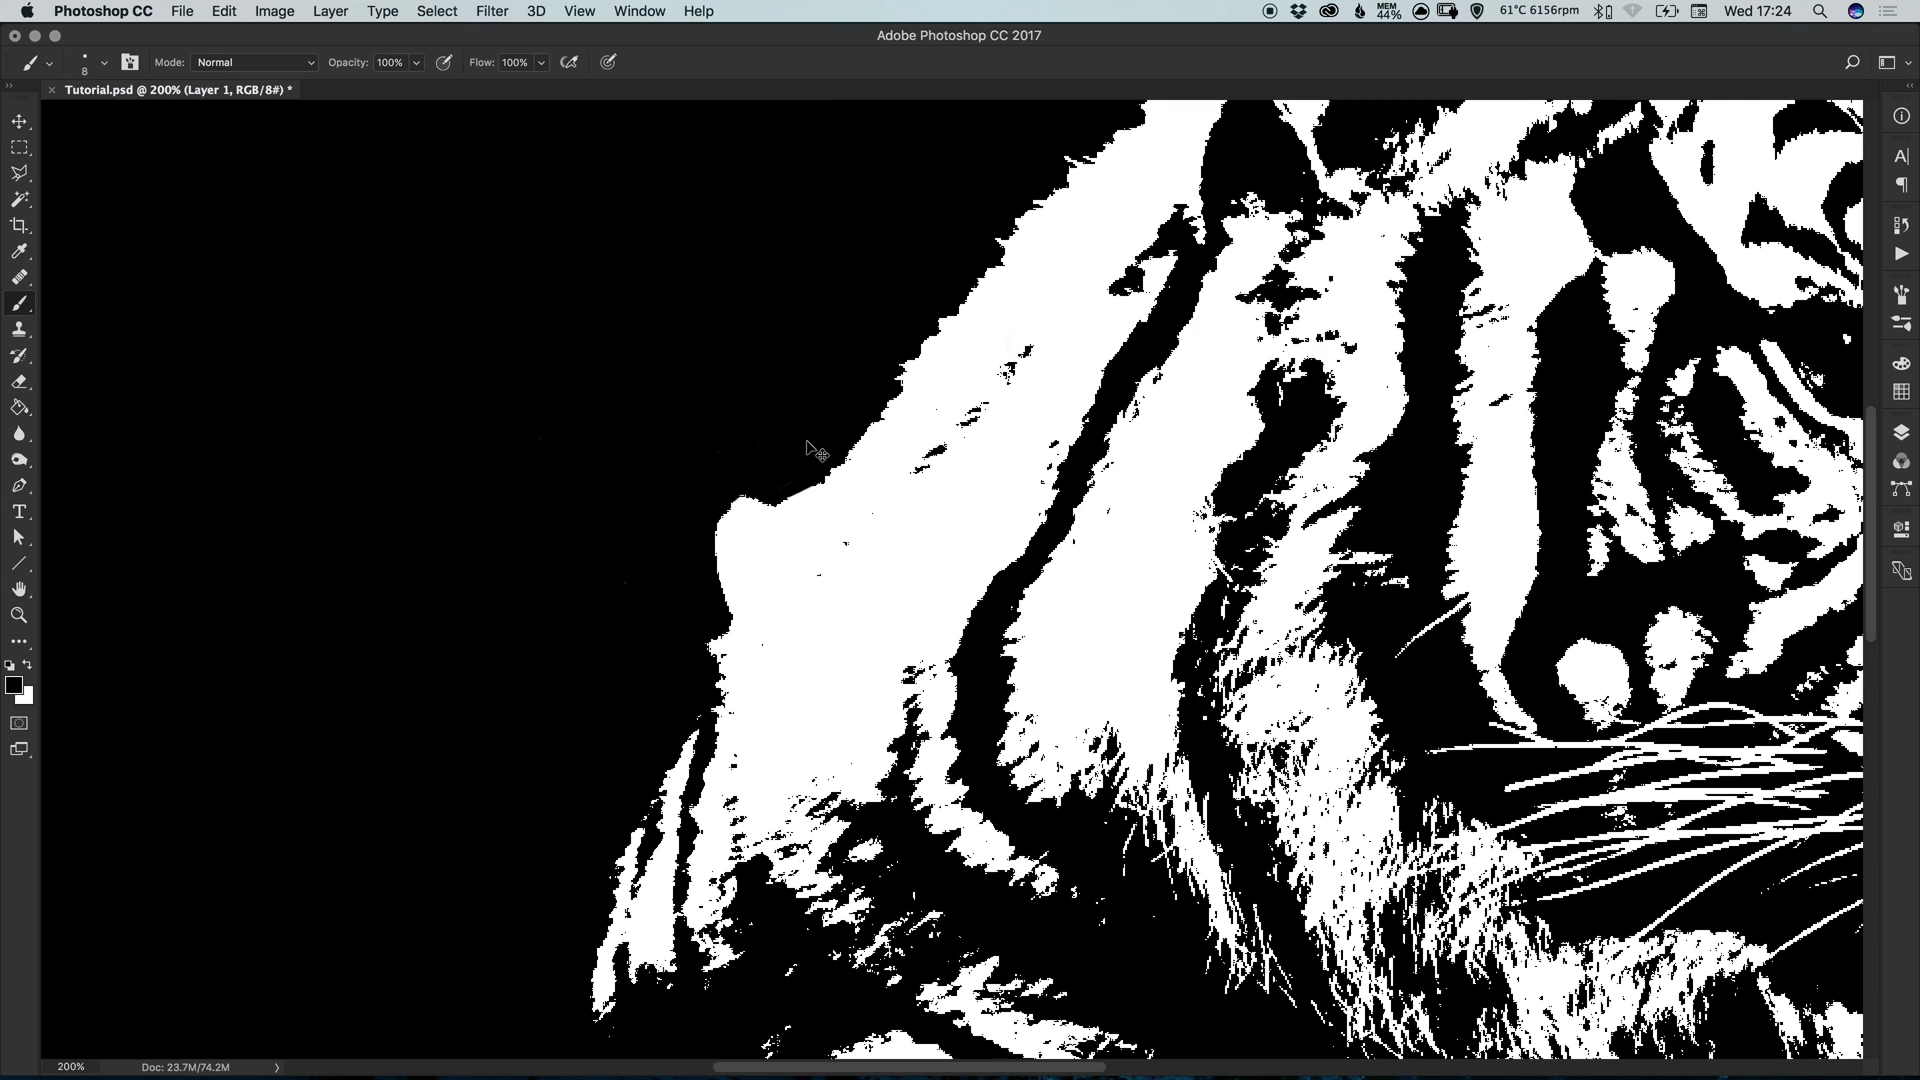 Photoshop CC File Edit Image Layer Type Select Filter 3D View Window Help MEM 44% 61°C 6156rpm Wed 17:24
Adobe Photoshop CC 2017
8 Mode: Normal Opacity: 100% Flow: 100%
Tutorial.psd @ 200% (Layer 1, RGB/8#) *
200% Doc: 23.7M/74.2M